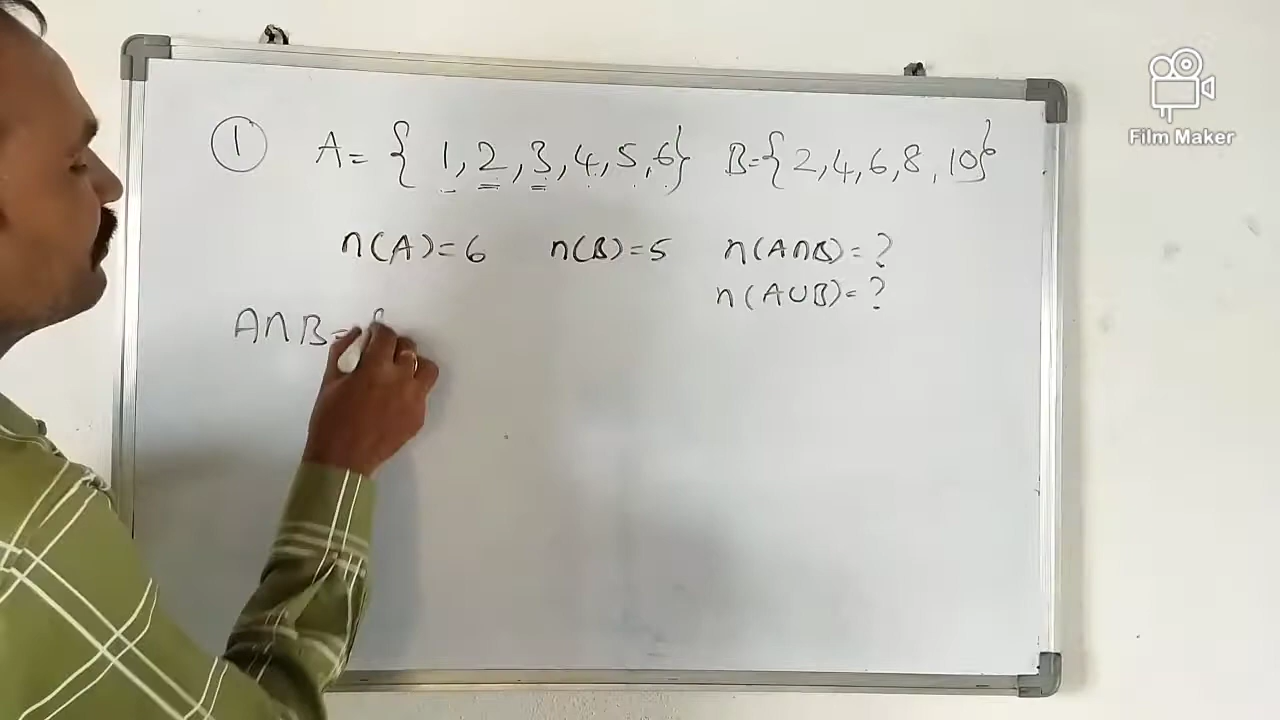 ① A = { 1, 2, 3, 4, 5, 6} B = { 2, 4, 6, 8, 10}
n(A) = 6 n(B) = 5 n(A∩B) = ?
n(A∪B) = ?
A∩B = {
Film Maker